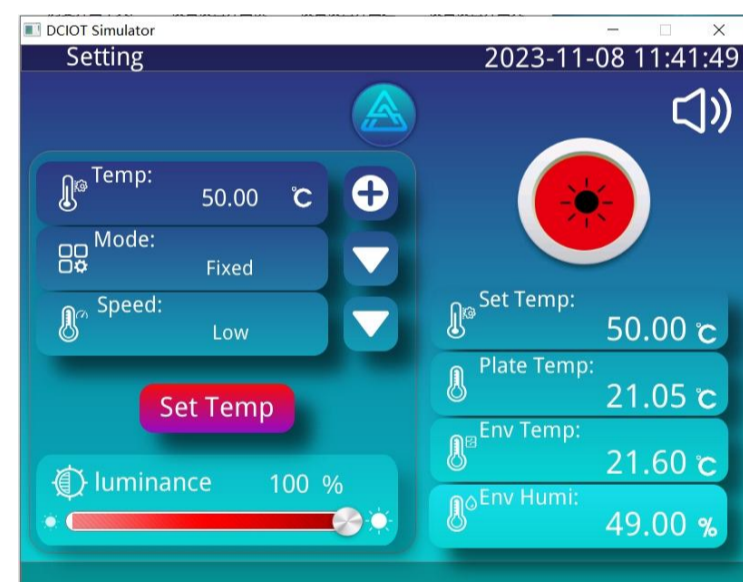 DCIOT Simulator
Setting
2023-11-08 11:41:49
Temp:
50.00 ℃
Mode:
Fixed
Speed:
Low
Set Temp
luminance 100 %
Set Temp:
50.00 ℃
Plate Temp:
21.05 ℃
Env Temp:
21.60 ℃
Env Humi:
49.00 %